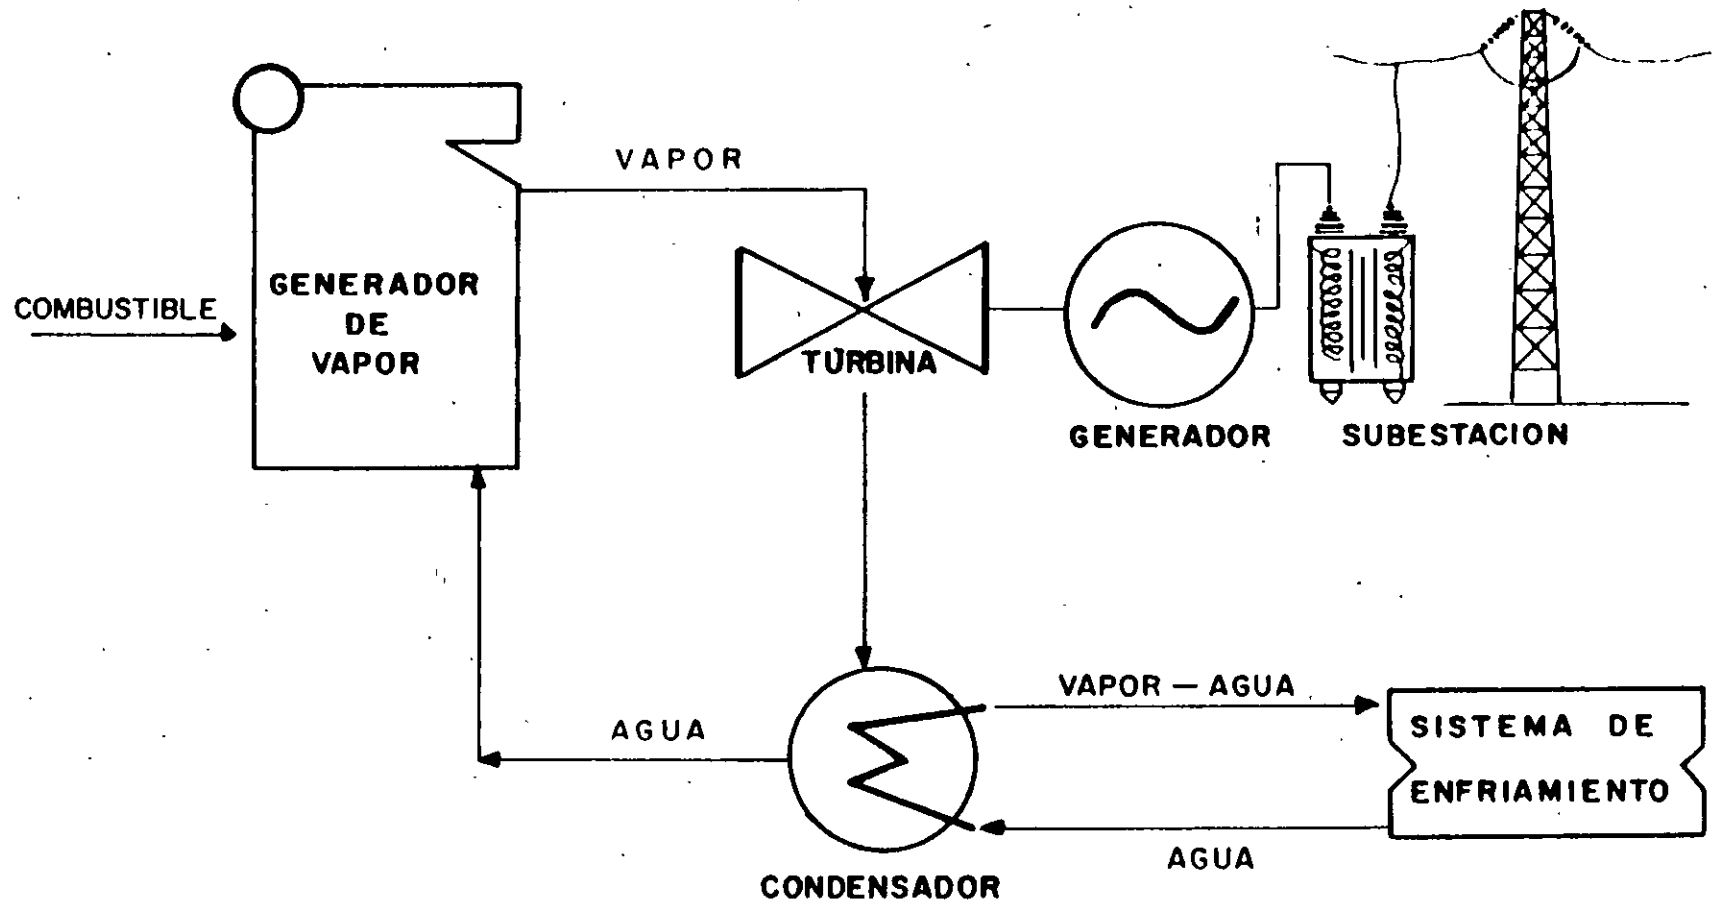 VAPOR
GENERADOR
DE
VAPOR
COMBUSTIBLE
TURBINA
GENERADOR
SUBESTACION
VAPOR — AGUA
AGUA
SISTEMA DE
ENFRIAMIENTO
AGUA
CONDENSADOR